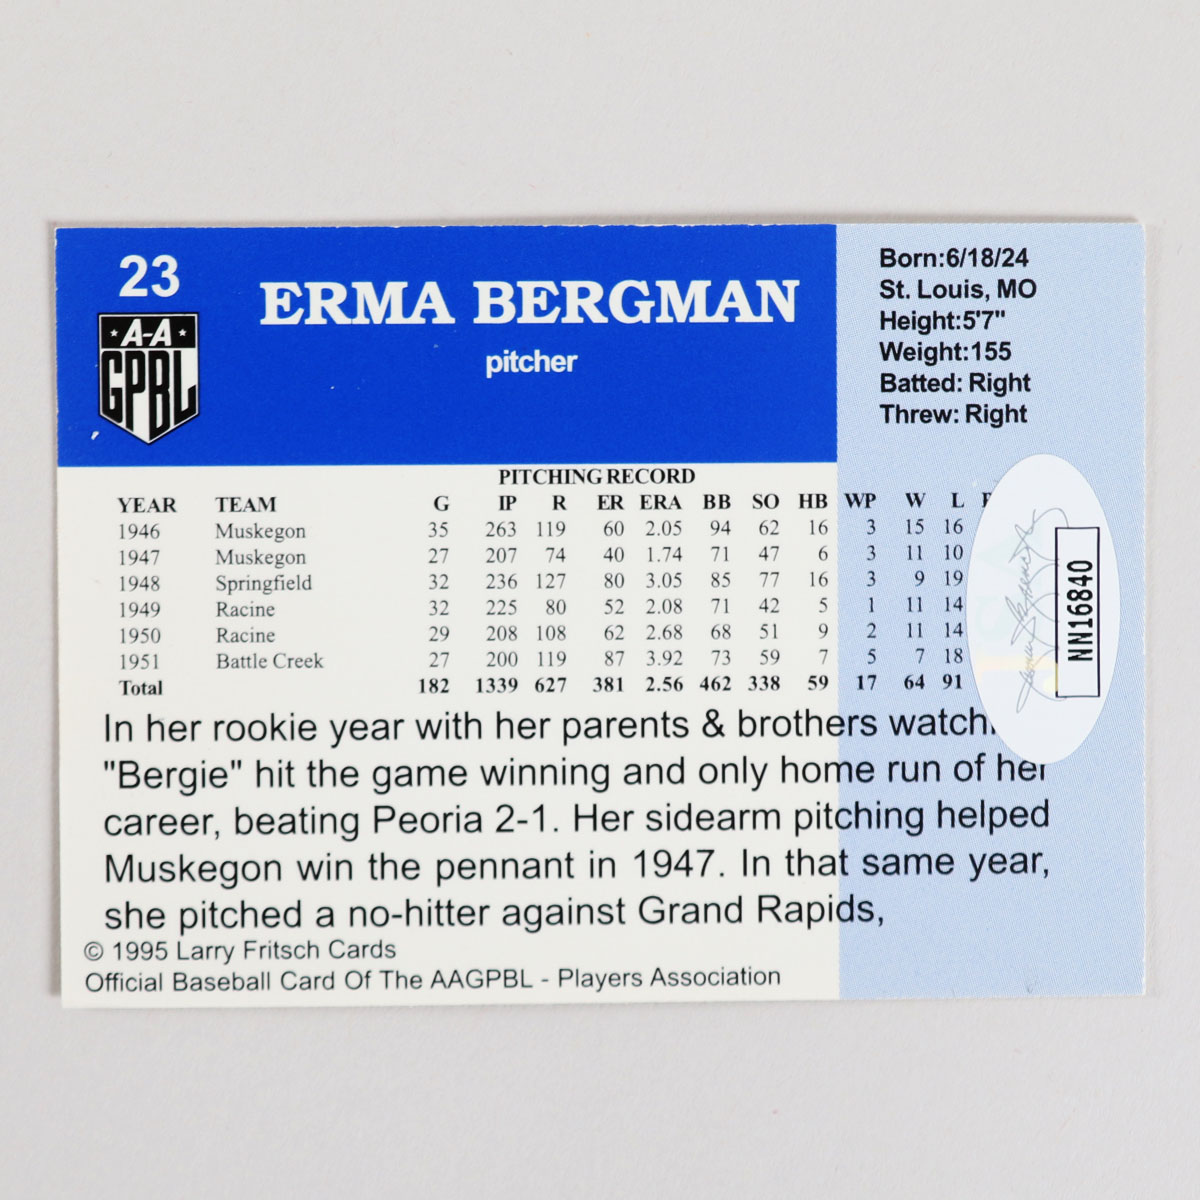 23
ERMA BERGMAN
pitcher
A-A
GPBL
Born:6/18/24
St. Louis, MO
Height:5'7"
Weight:155
Batted: Right
Threw: Right
PITCHING RECORD
YEAR TEAM G IP R ER ERA BB SO HB WP W L
1946 Muskegon 35 263 119 60 2.05 94 62 16 3 15 16
1947 Muskegon 27 207 74 40 1.74 71 47 6 3 11 10
1948 Springfield 32 236 127 80 3.05 85 77 16 3 9 19
1949 Racine 32 225 80 52 2.08 71 42 5 1 11 14
1950 Racine 29 208 108 62 2.68 68 51 9 2 11 14
1951 Battle Creek 27 200 119 87 3.92 73 59 7 5 7 18
Total 182 1339 627 381 2.56 462 338 59 17 64 91
NN16840
In her rookie year with her parents & brothers watch
"Bergie" hit the game winning and only home run of her
career, beating Peoria 2-1. Her sidearm pitching helped
Muskegon win the pennant in 1947. In that same year,
she pitched a no-hitter against Grand Rapids,
© 1995 Larry Fritsch Cards
Official Baseball Card Of The AAGPBL - Players Association